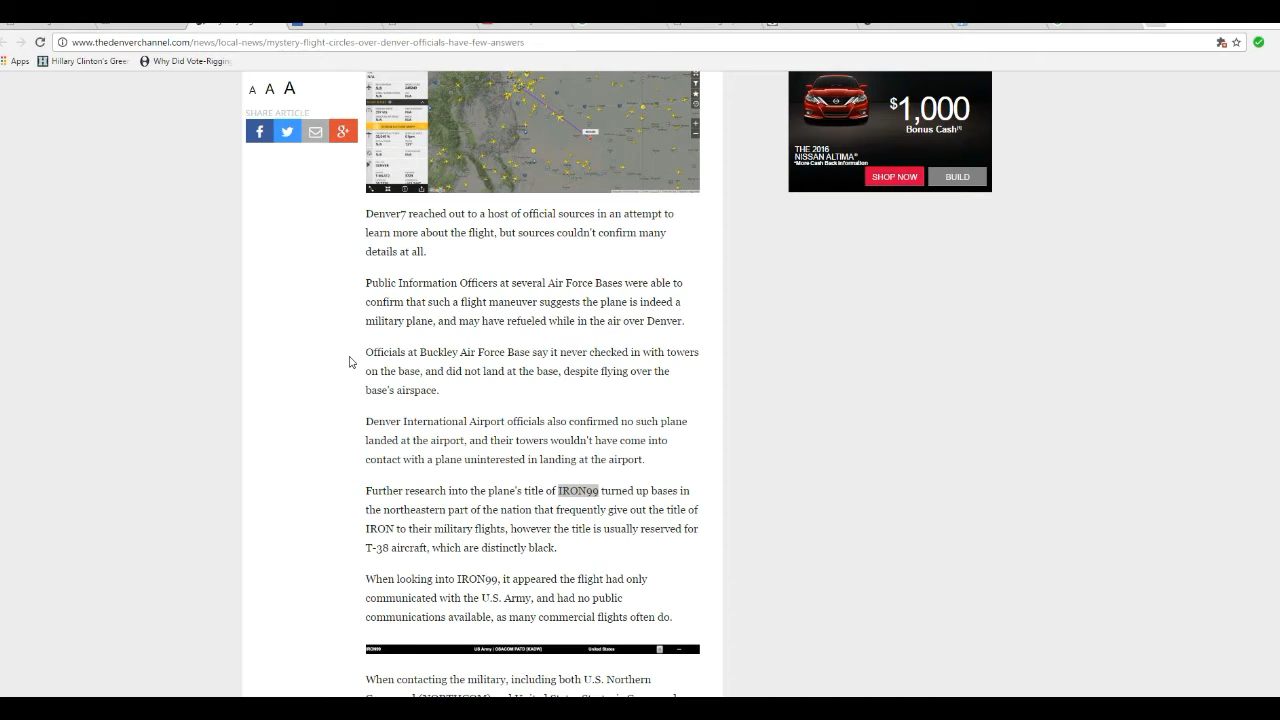 www.thedenverchannel.com/news/local-news/mystery-flight-circles-over-denver-officials-have-few-answers
Apps
Hillary Clinton's Gree
Why Did Vote-Riggin
A A A
SHARE ARTICLE
$1,000
Bonus Cash
THE 2016
NISSAN ALTIMA
*More Cash Back Information
SHOP NOW
BUILD
Denver7 reached out to a host of official sources in an attempt to
learn more about the flight, but sources couldn't confirm many
details at all.
Public Information Officers at several Air Force Bases were able to
confirm that such a flight maneuver suggests the plane is indeed a
military plane, and may have refueled while in the air over Denver.
Officials at Buckley Air Force Base say it never checked in with towers
on the base, and did not land at the base, despite flying over the
base's airspace.
Denver International Airport officials also confirmed no such plane
landed at the airport, and their towers wouldn't have come into
contact with a plane uninterested in landing at the airport.
Further research into the plane's title of IRON99 turned up bases in
the northeastern part of the nation that frequently give out the title of
IRON to their military flights, however the title is usually reserved for
T-38 aircraft, which are distinctly black.
When looking into IRON99, it appeared the flight had only
communicated with the U.S. Army, and had no public
communications available, as many commercial flights often do.
IRON99 US Army / OSACOM PATD (KADW) United States
When contacting the military, including both U.S. Northern